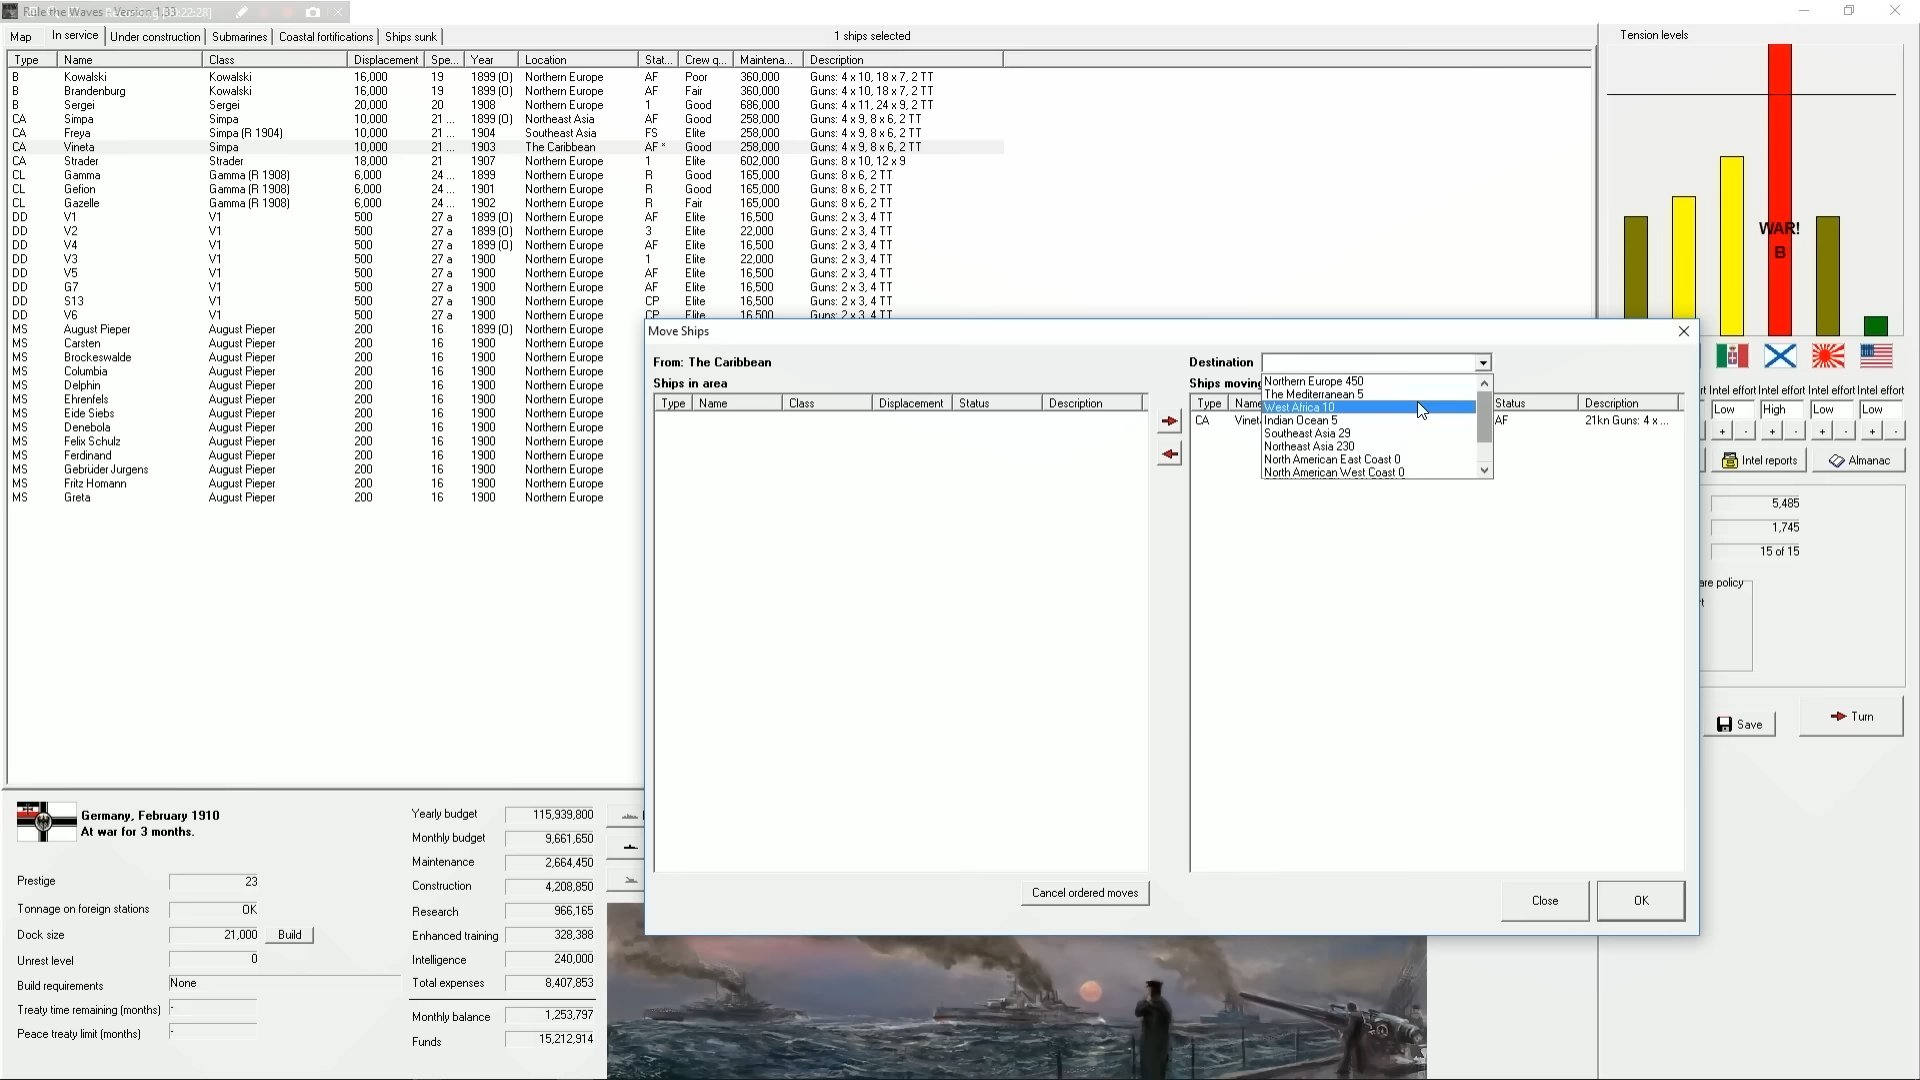 Rule the Waves - Version 1.33
Map In service Under construction Submarines Coastal fortifications Ships sunk 1 ships selected Tension levels
Type Name Class Displacement Spe... Year Location Stat... Crew q... Maintena... Description
B Kowalski Kowalski 16,000 19 1899 (O) Northern Europe AF Poor 360,000 Guns: 4 x 10, 18 x 7, 2 TT
B Brandenburg Kowalski 16,000 19 1899 (O) Northern Europe AF Fair 360,000 Guns: 4 x 10, 18 x 7, 2 TT
B Sergei Sergei 20,000 20 1908 Northern Europe 1 Good 686,000 Guns: 4 x 11, 24 x 9, 2 TT
CA Simpa Simpa 10,000 21 ... 1899 (O) Northeast Asia AF Good 258,000 Guns: 4 x 9, 8 x 6, 2 TT
CA Freya Simpa (R 1904) 10,000 21 ... 1904 Southeast Asia FS Elite 258,000 Guns: 4 x 9, 8 x 6, 2 TT
CA Vineta Simpa 10,000 21 ... 1903 The Caribbean AF * Good 258,000 Guns: 4 x 9, 8 x 6, 2 TT
CA Strader Strader 18,000 21 1907 Northern Europe 1 Elite 602,000 Guns: 8 x 10, 12 x 9
CL Gamma Gamma (R 1908) 6,000 24 ... 1899 Northern Europe R Good 165,000 Guns: 8 x 6, 2 TT
CL Gefion Gamma (R 1908) 6,000 24 ... 1901 Northern Europe R Good 165,000 Guns: 8 x 6, 2 TT
CL Gazelle Gamma (R 1908) 6,000 24 ... 1902 Northern Europe R Fair 165,000 Guns: 8 x 6, 2 TT
DD V1 V1 500 27 a 1899 (O) Northern Europe AF Elite 16,500 Guns: 2 x 3, 4 TT
DD V2 V1 500 27 a 1899 (O) Northern Europe 3 Elite 22,000 Guns: 2 x 3, 4 TT
DD V4 V1 500 27 a 1899 (O) Northern Europe AF Elite 16,500 Guns: 2 x 3, 4 TT
DD V3 V1 500 27 a 1900 Northern Europe 1 Elite 22,000 Guns: 2 x 3, 4 TT
DD V5 V1 500 27 a 1900 Northern Europe AF Elite 16,500 Guns: 2 x 3, 4 TT
DD G7 V1 500 27 a 1900 Northern Europe AF Elite 16,500 Guns: 2 x 3, 4 TT
DD S13 V1 500 27 a 1900 Northern Europe CP Elite 16,500 Guns: 2 x 3, 4 TT
DD V6 V1 500 27 a 1900 Northern Europe CP Elite 16,500 Guns: 2 x 3, 4 TT
MS August Pieper August Pieper 200 16 1899 (O) Northern Europe
MS Carsten August Pieper 200 16 1900 Northern Europe
MS Brockeswalde August Pieper 200 16 1900 Northern Europe
MS Columbia August Pieper 200 16 1900 Northern Europe
MS Delphin August Pieper 200 16 1900 Northern Europe
MS Ehrenfels August Pieper 200 16 1900 Northern Europe
MS Eide Siebs August Pieper 200 16 1900 Northern Europe
MS Denebola August Pieper 200 16 1900 Northern Europe
MS Felix Schulz August Pieper 200 16 1900 Northern Europe
MS Ferdinand August Pieper 200 16 1900 Northern Europe
MS Gebrüder Jurgens August Pieper 200 16 1900 Northern Europe
MS Fritz Homann August Pieper 200 16 1900 Northern Europe
MS Greta August Pieper 200 16 1900 Northern Europe
WAR!
B
Move Ships
From: The Caribbean Destination
Ships in area Ships moving
Type Name Class Displacement Status Description
Type Name Status Description
CA Vineta AF 21kn Guns: 4 x ...
Northern Europe 450
The Mediterranean 5
West Africa 10
Indian Ocean 5
Southeast Asia 29
Northeast Asia 230
North American East Coast 0
North American West Coast 0
Cancel ordered moves Close OK
Intel effort Intel effort Intel effort Intel effort
Low High Low Low
+ - + - + - + -
Intel reports Almanac
5,485
1,745
15 of 15
are policy
Save Turn
Germany, February 1910
At war for 3 months.
Prestige 23
Tonnage on foreign stations OK
Dock size 21,000 Build
Unrest level 0
Build requirements None
Treaty time remaining (months) -
Peace treaty limit (months) -
Yearly budget 115,939,800
Monthly budget 9,661,650
Maintenance 2,664,450
Construction 4,208,850
Research 966,165
Enhanced training 328,388
Intelligence 240,000
Total expenses 8,407,853
Monthly balance 1,253,797
Funds 15,212,914